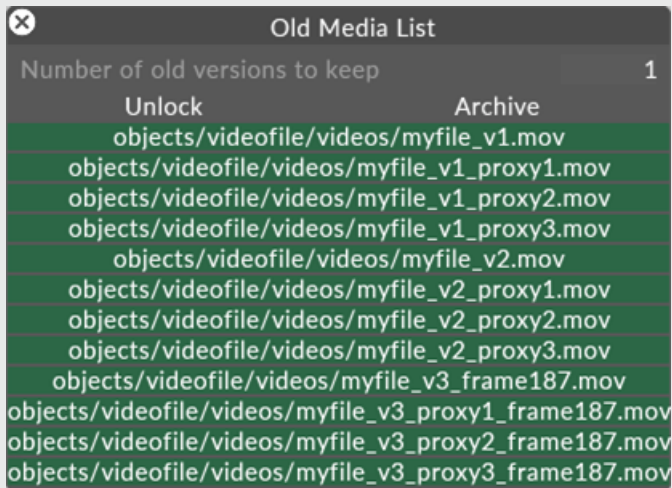 Old Media List
Number of old versions to keep 1
Unlock Archive
objects/videofile/videos/myfile_v1.mov
objects/videofile/videos/myfile_v1_proxy1.mov
objects/videofile/videos/myfile_v1_proxy2.mov
objects/videofile/videos/myfile_v1_proxy3.mov
objects/videofile/videos/myfile_v2.mov
objects/videofile/videos/myfile_v2_proxy1.mov
objects/videofile/videos/myfile_v2_proxy2.mov
objects/videofile/videos/myfile_v2_proxy3.mov
objects/videofile/videos/myfile_v3_frame187.mov
objects/videofile/videos/myfile_v3_proxy1_frame187.mov
objects/videofile/videos/myfile_v3_proxy2_frame187.mov
objects/videofile/videos/myfile_v3_proxy3_frame187.mov